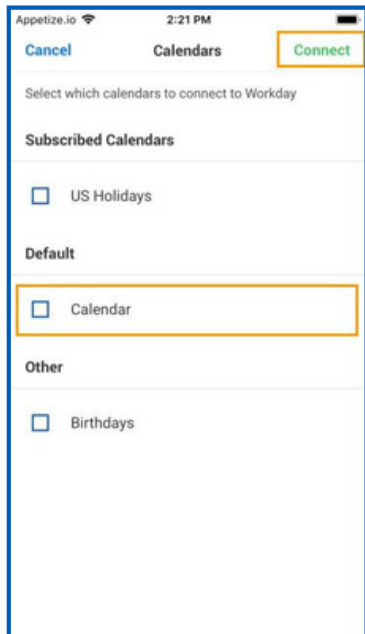 Appetize.io 2:21 PM
Cancel Calendars Connect
Select which calendars to connect to Workday
Subscribed Calendars
US Holidays
Default
Calendar
Other
Birthdays